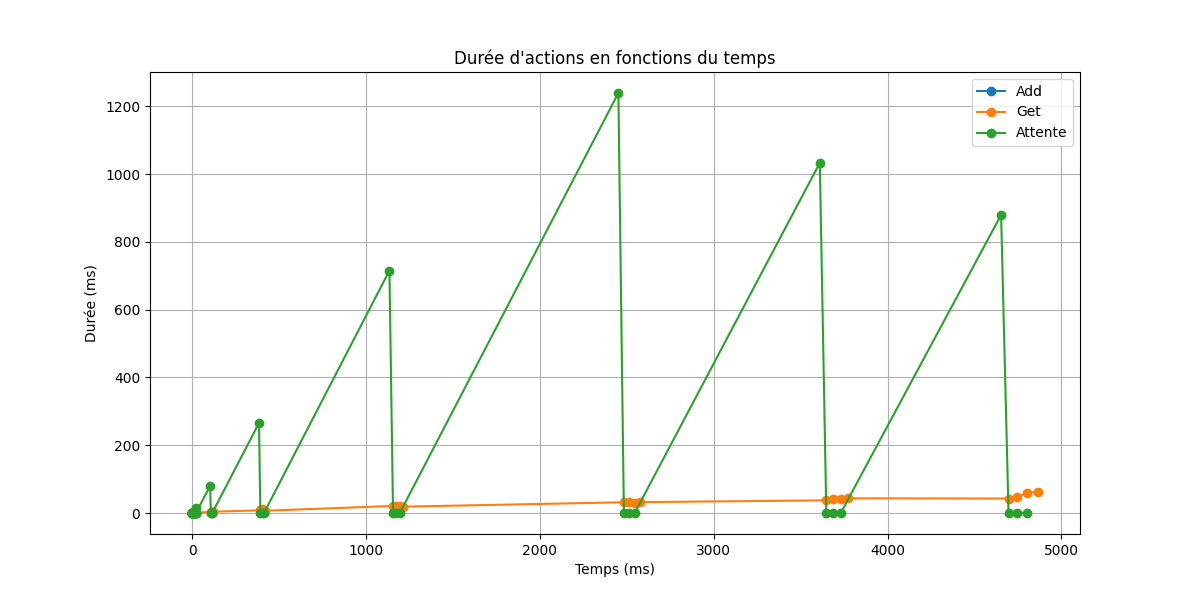 Durée d'actions en fonctions du temps
Add
Get
Attente
Durée (ms)
1200
1000
800
600
400
200
0
0 1000 2000 3000 4000 5000
Temps (ms)